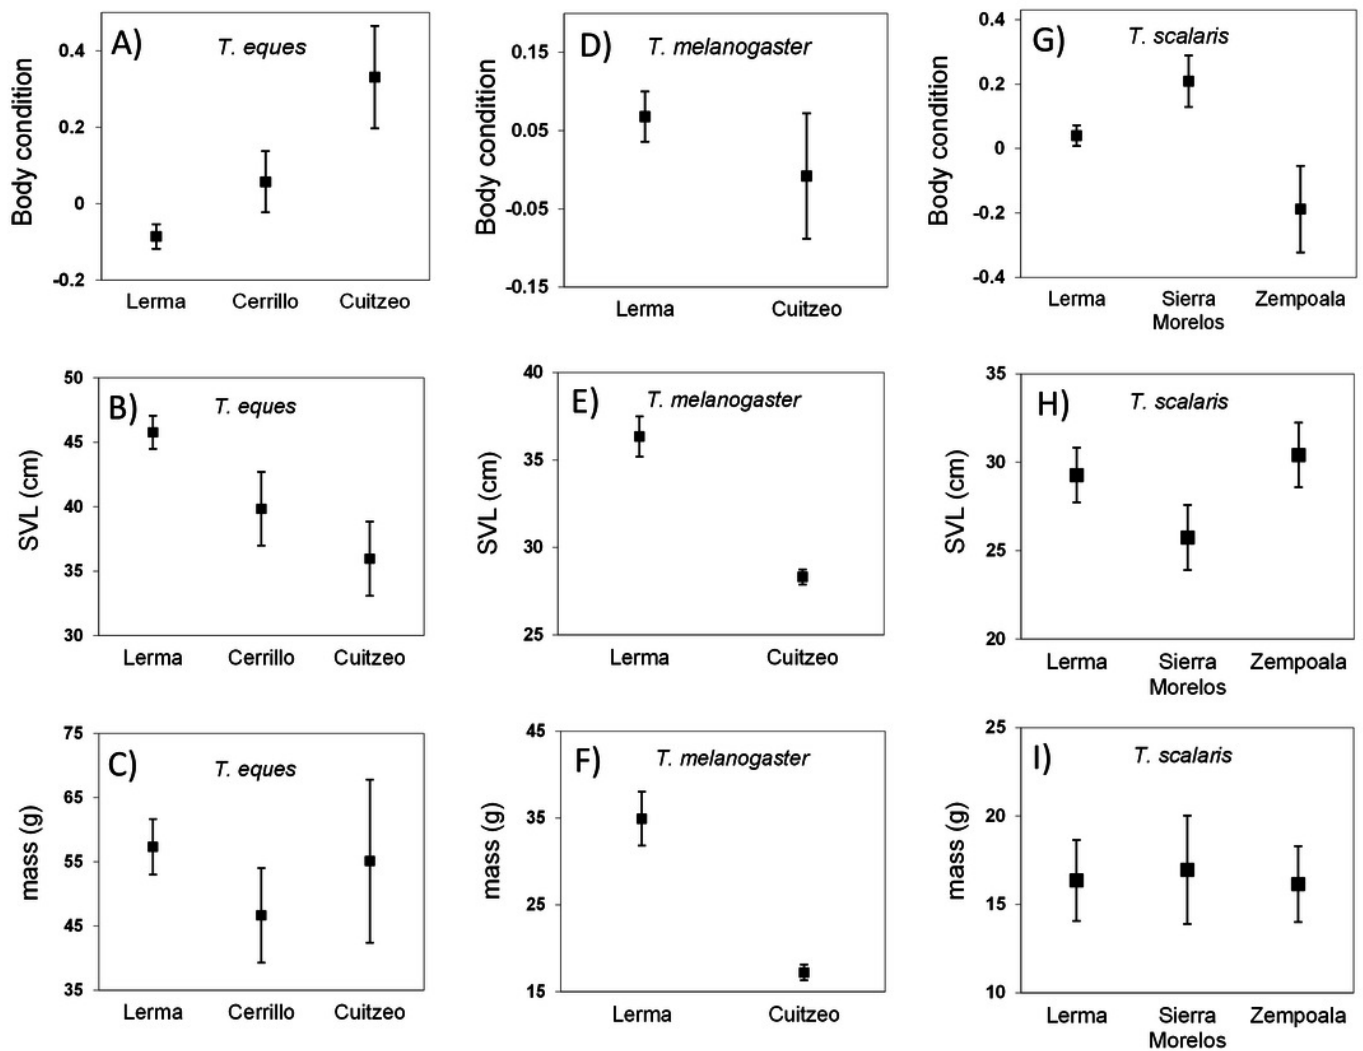 A) T. eques
Body condition
0.4
0.2
0
-0.2
Lerma Cerrillo Cuitzeo
D) T. melanogaster
Body condition
0.15
0.05
-0.05
-0.15
Lerma Cuitzeo
G) T. scalaris
Body condition
0.4
0.2
0
-0.2
-0.4
Lerma Sierra Zempoala
Morelos
B) T. eques
SVL (cm)
50
45
40
35
30
Lerma Cerrillo Cuitzeo
E) T. melanogaster
SVL (cm)
40
35
30
25
Lerma Cuitzeo
H) T. scalaris
SVL (cm)
35
30
25
20
Lerma Sierra Zempoala
Morelos
C) T. eques
mass (g)
75
65
55
45
35
Lerma Cerrillo Cuitzeo
F) T. melanogaster
mass (g)
45
35
25
15
Lerma Cuitzeo
I) T. scalaris
mass (g)
25
20
15
10
Lerma Sierra Zempoala
Morelos